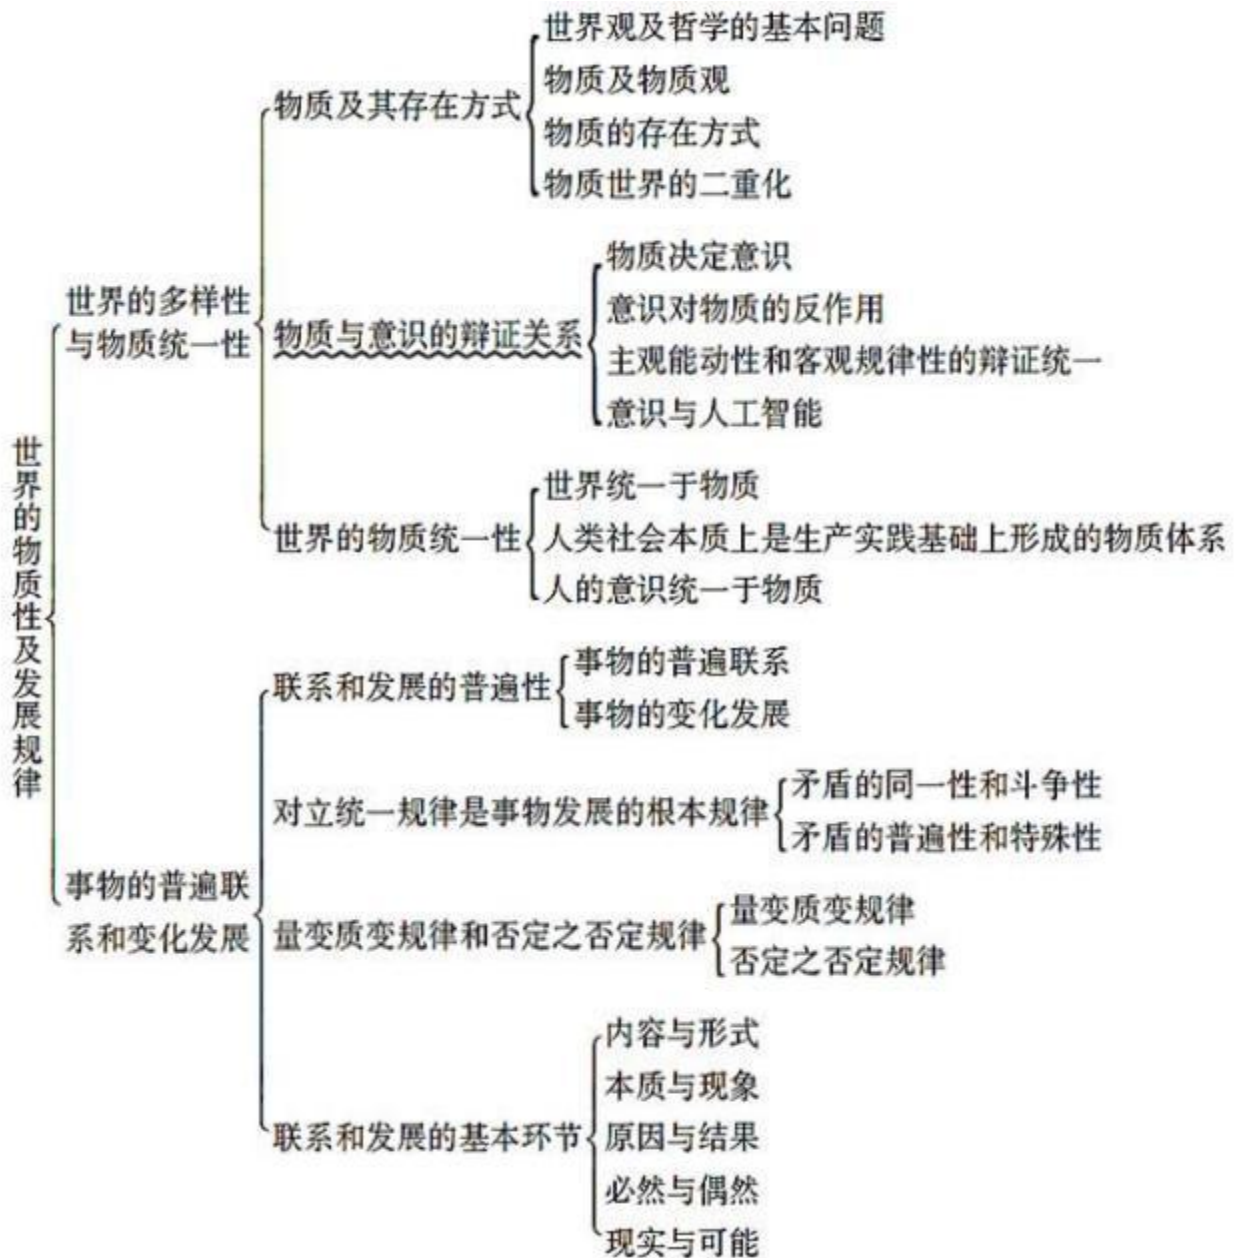 世界的物质性及发展规律
世界的多样性
与物质统一性
物质及其存在方式
世界观及哲学的基本问题
物质及物质观
物质的存在方式
物质世界的二重化
物质与意识的辩证关系
物质决定意识
意识对物质的反作用
主观能动性和客观规律性的辩证统一
意识与人工智能
世界的物质统一性
世界统一于物质
人类社会本质上是生产实践基础上形成的物质体系
人的意识统一于物质
事物的普遍联
系和变化发展
联系和发展的普遍性
事物的普遍联系
事物的变化发展
对立统一规律是事物发展的根本规律
矛盾的同一性和斗争性
矛盾的普遍性和特殊性
量变质变规律和否定之否定规律
量变质变规律
否定之否定规律
联系和发展的基本环节
内容与形式
本质与现象
原因与结果
必然与偶然
现实与可能